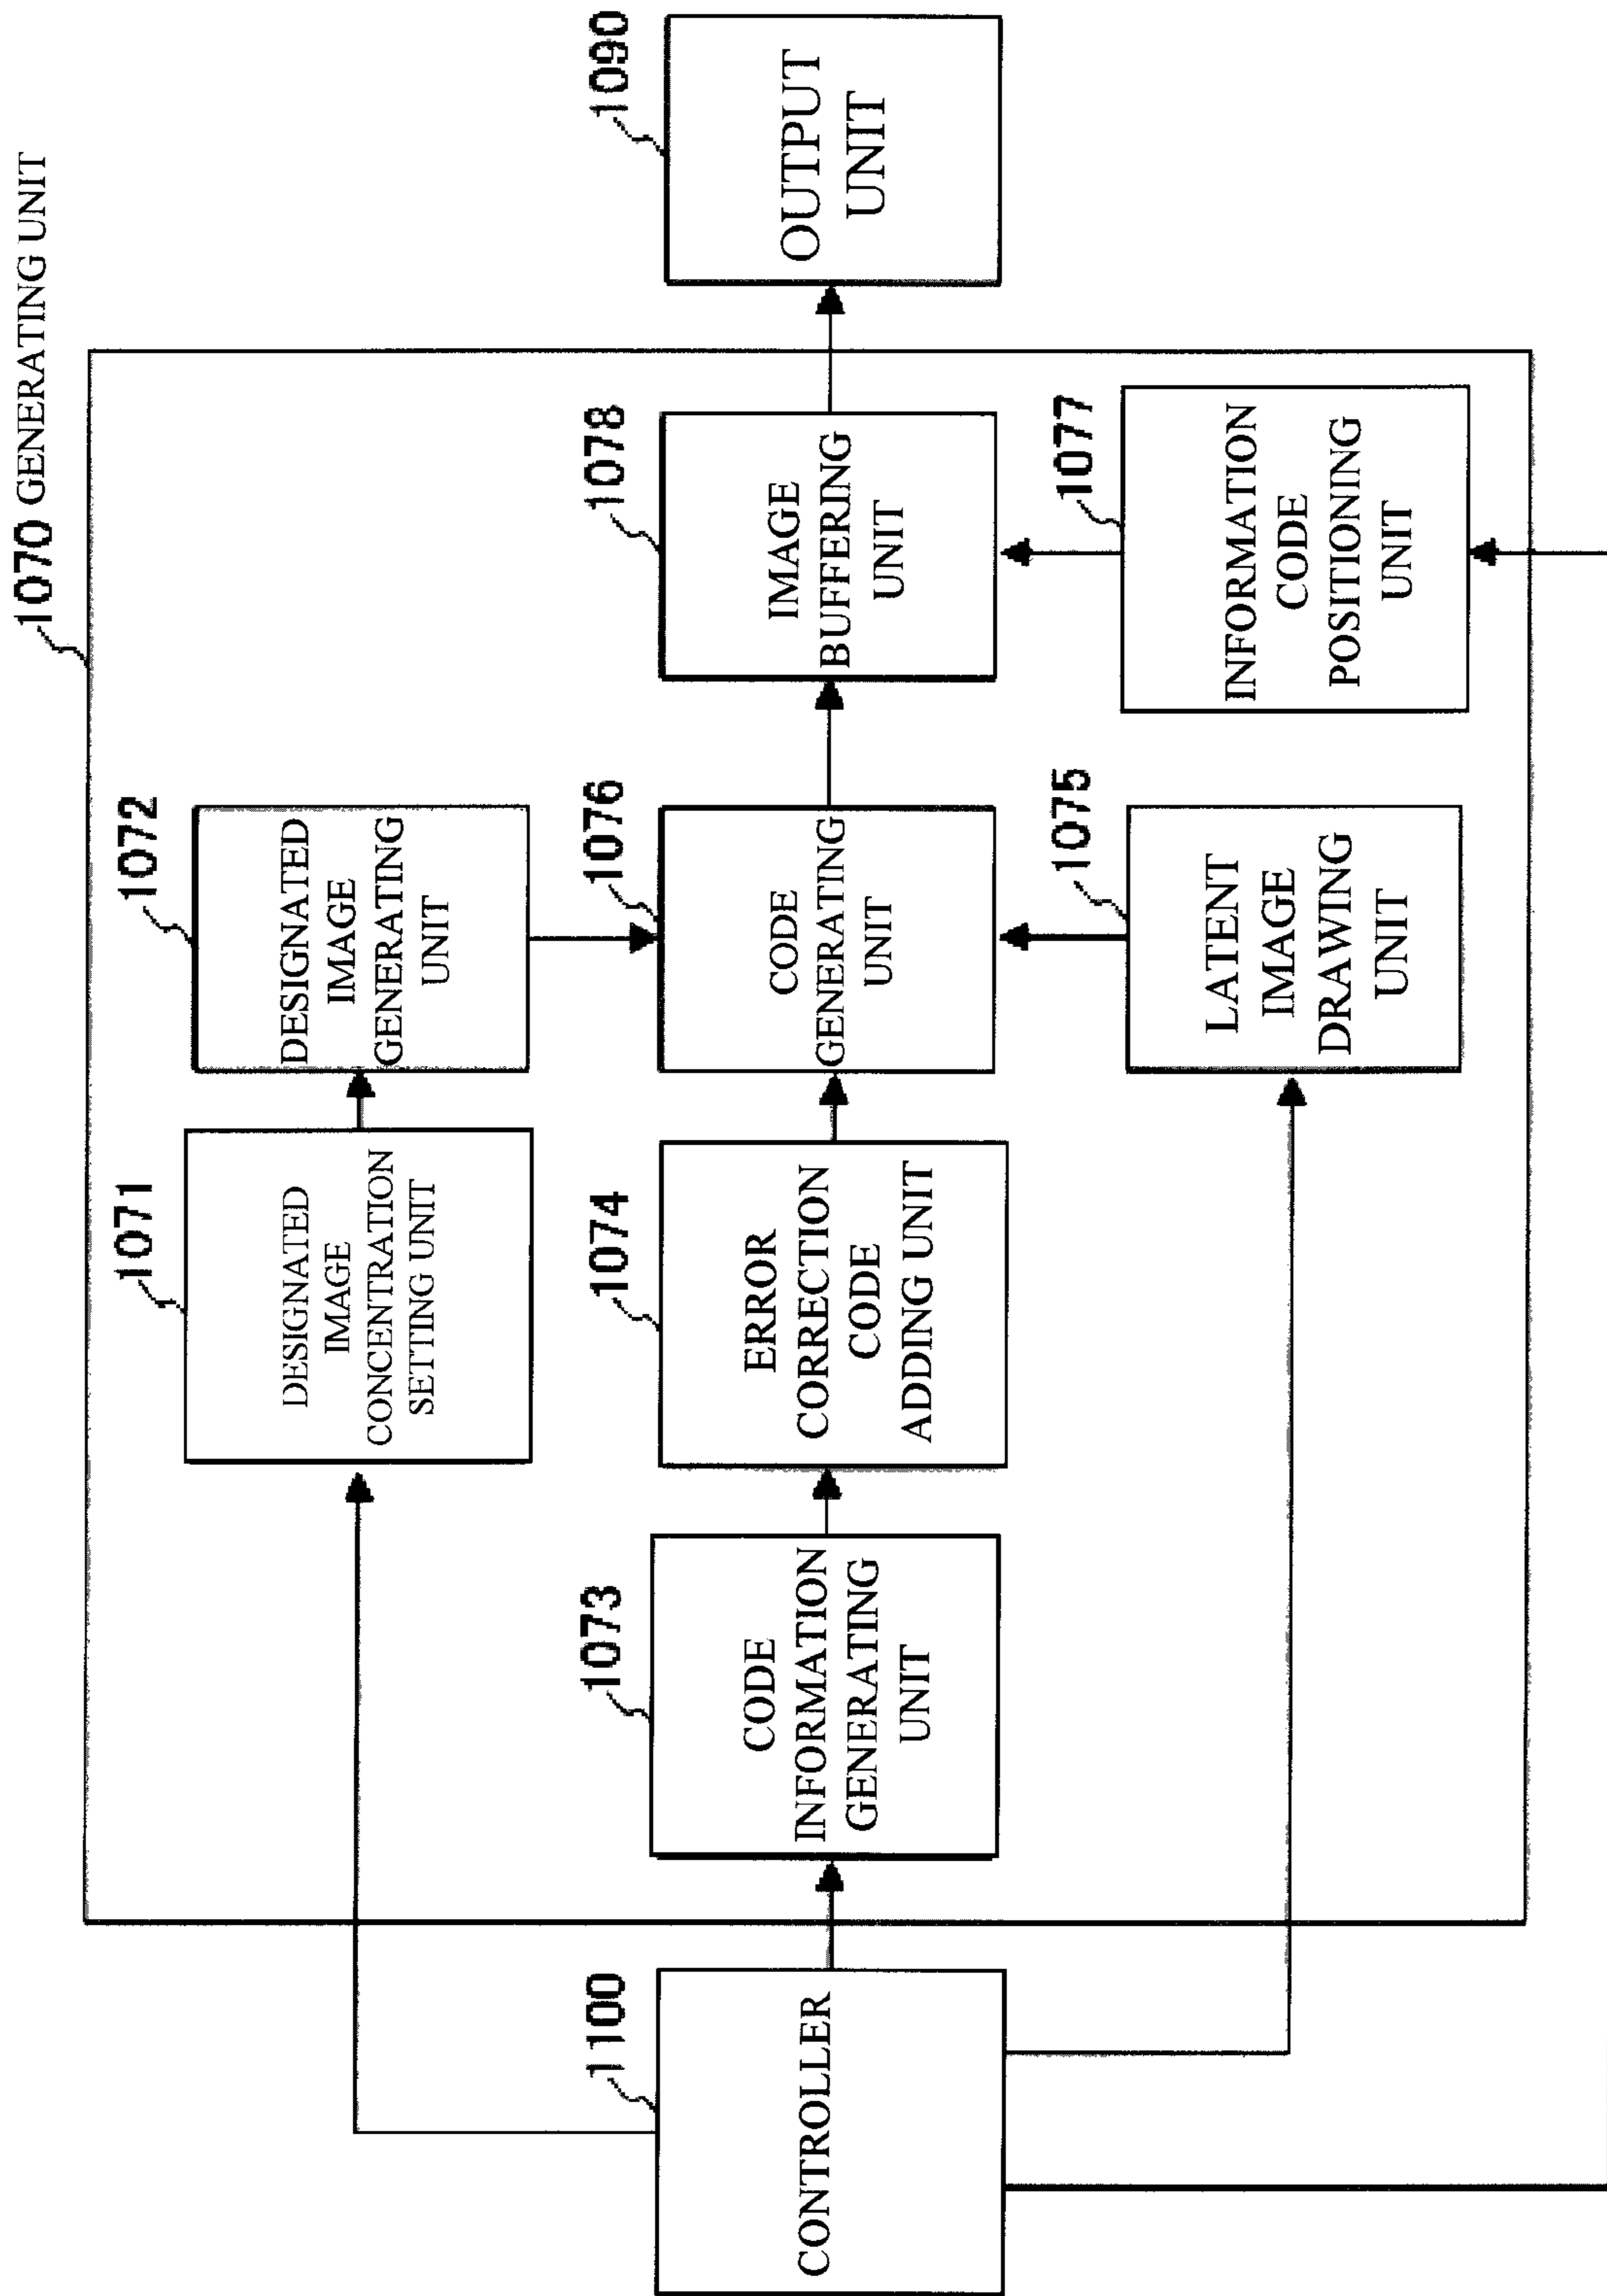 1070 GENERATING UNIT
1071
DESIGNATED
IMAGE
CONCENTRATION
SETTING UNIT
1072
DESIGNATED
IMAGE
GENERATING
UNIT
1100
CONTROLLER
1073
CODE
INFORMATION
GENERATING
UNIT
1074
ERROR
CORRECTION
CODE
ADDING UNIT
1076
CODE
GENERATING
UNIT
1078
IMAGE
BUFFERING
UNIT
1090
OUTPUT
UNIT
1075
LATENT
IMAGE
DRAWING
UNIT
1077
INFORMATION
CODE
POSITIONING
UNIT